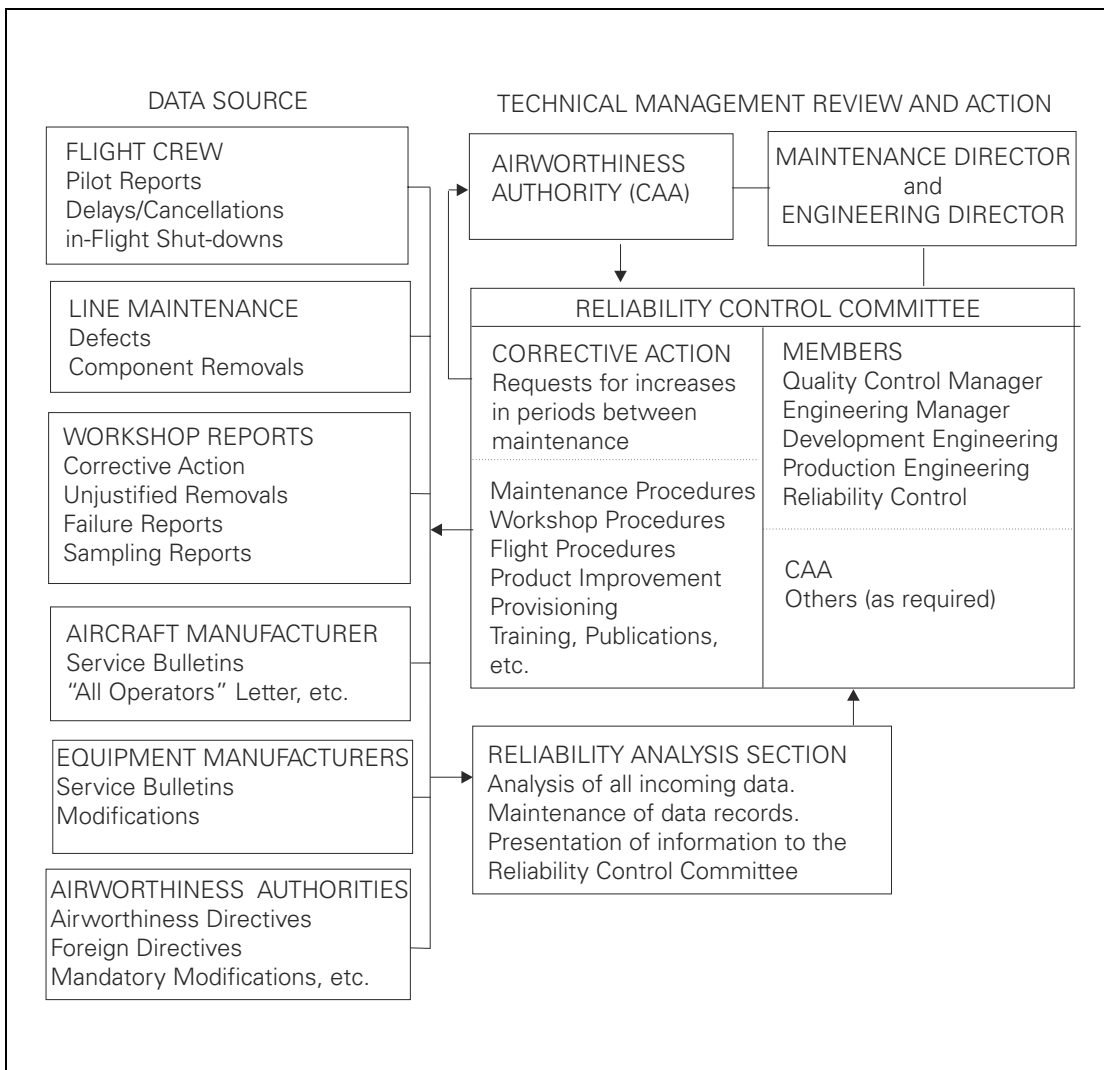 DATA SOURCE
FLIGHT CREW
Pilot Reports
Delays/Cancellations
in-Flight Shut-downs
LINE MAINTENANCE
Defects
Component Removals
WORKSHOP REPORTS
Corrective Action
Unjustified Removals
Failure Reports
Sampling Reports
AIRCRAFT MANUFACTURER
Service Bulletins
“All Operators” Letter, etc.
EQUIPMENT MANUFACTURERS
Service Bulletins
Modifications
AIRWORTHINESS AUTHORITIES
Airworthiness Directives
Foreign Directives
Mandatory Modifications, etc.
TECHNICAL MANAGEMENT REVIEW AND ACTION
AIRWORTHINESS
AUTHORITY (CAA)
MAINTENANCE DIRECTOR
and
ENGINEERING DIRECTOR
RELIABILITY CONTROL COMMITTEE
CORRECTIVE ACTION
Requests for increases
in periods between
maintenance
Maintenance Procedures
Workshop Procedures
Flight Procedures
Product Improvement
Provisioning
Training, Publications,
etc.
MEMBERS
Quality Control Manager
Engineering Manager
Development Engineering
Production Engineering
Reliability Control
CAA
Others (as required)
RELIABILITY ANALYSIS SECTION
Analysis of all incoming data.
Maintenance of data records.
Presentation of information to the
Reliability Control Committee